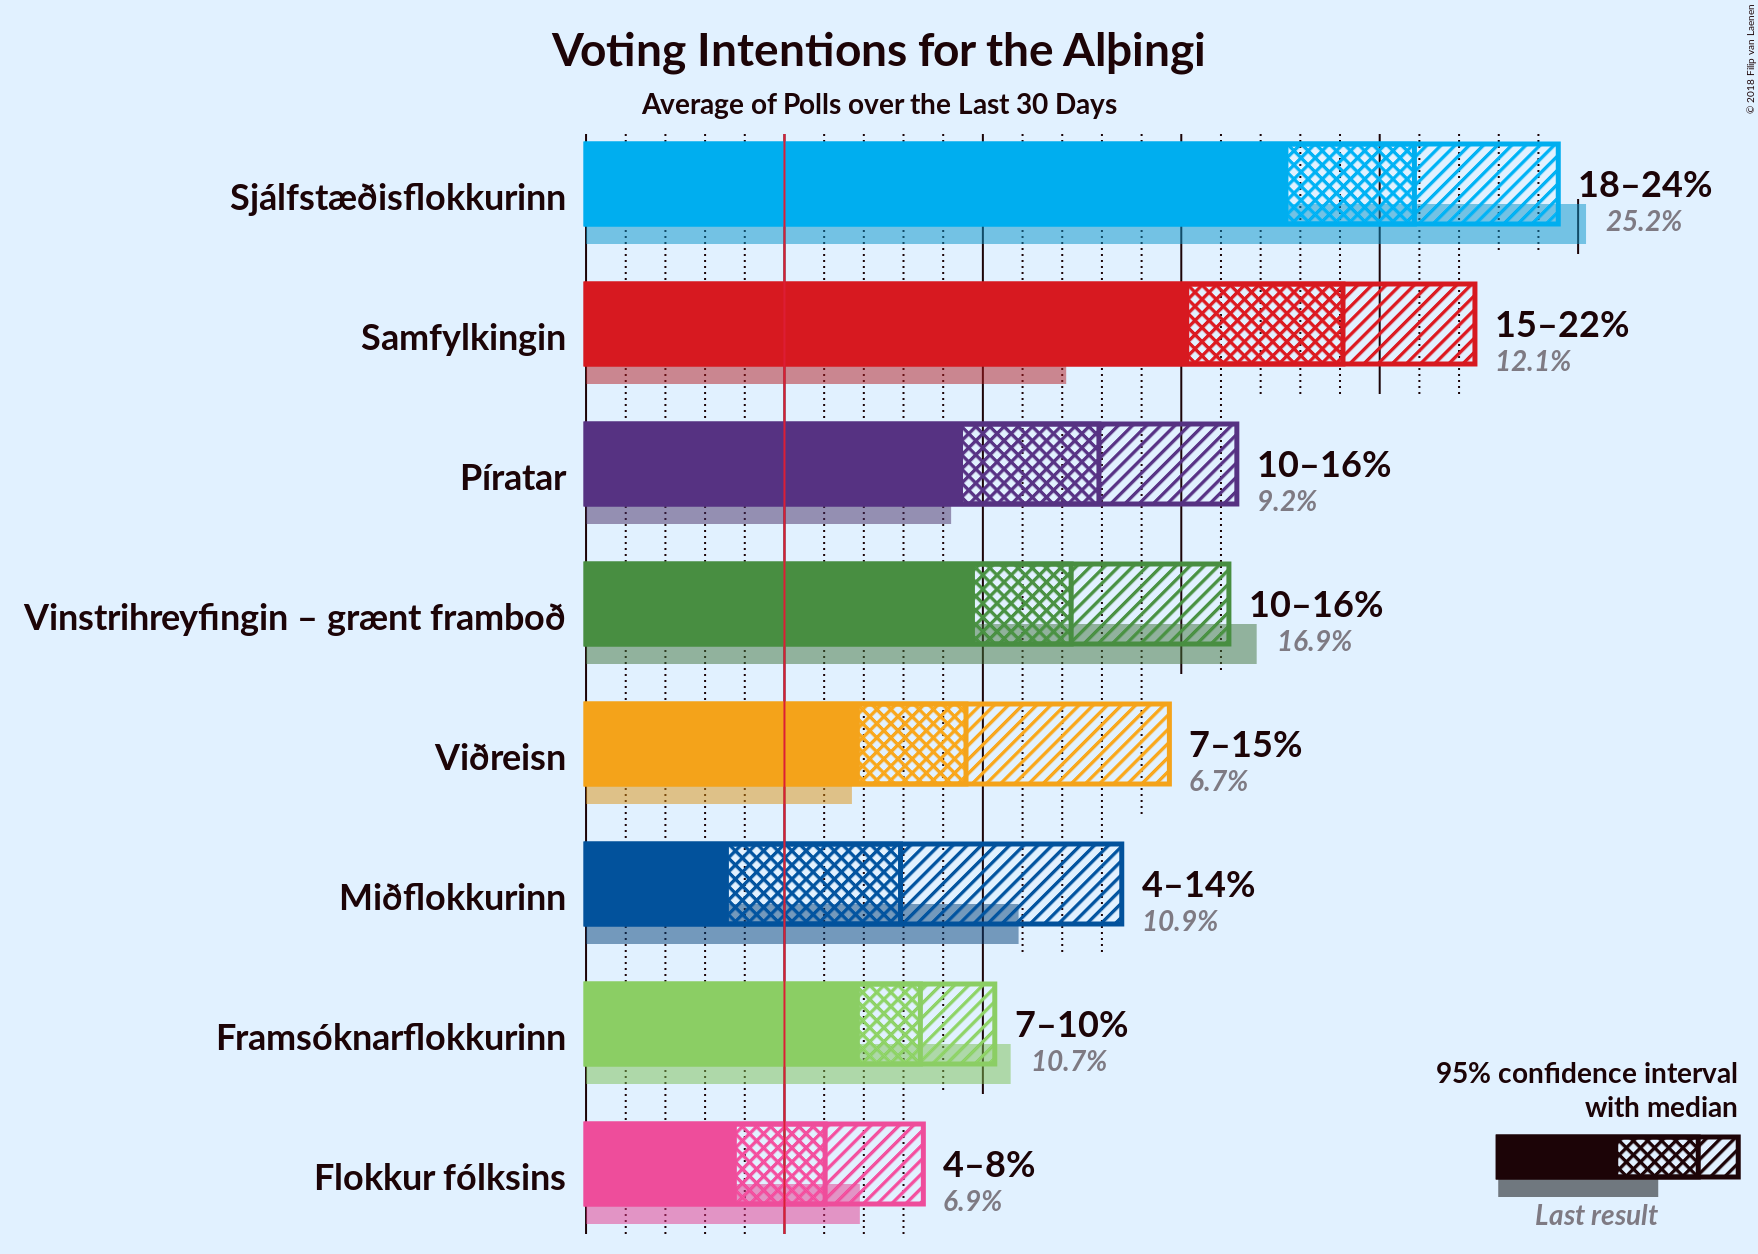 Voting Intentions for the Alþingi
Average of Polls over the Last 30 Days
© 2018 Filip van Laenen
Sjálfstæðisflokkurinn
18–24%
25.2%
Samfylkingin
15–22%
12.1%
Píratar
10–16%
9.2%
Vinstrihreyfingin – grænt framboð
10–16%
16.9%
Viðreisn
7–15%
6.7%
Miðflokkurinn
4–14%
10.9%
Framsóknarflokkurinn
7–10%
10.7%
Flokkur fólksins
4–8%
6.9%
95% confidence interval
with median
Last result